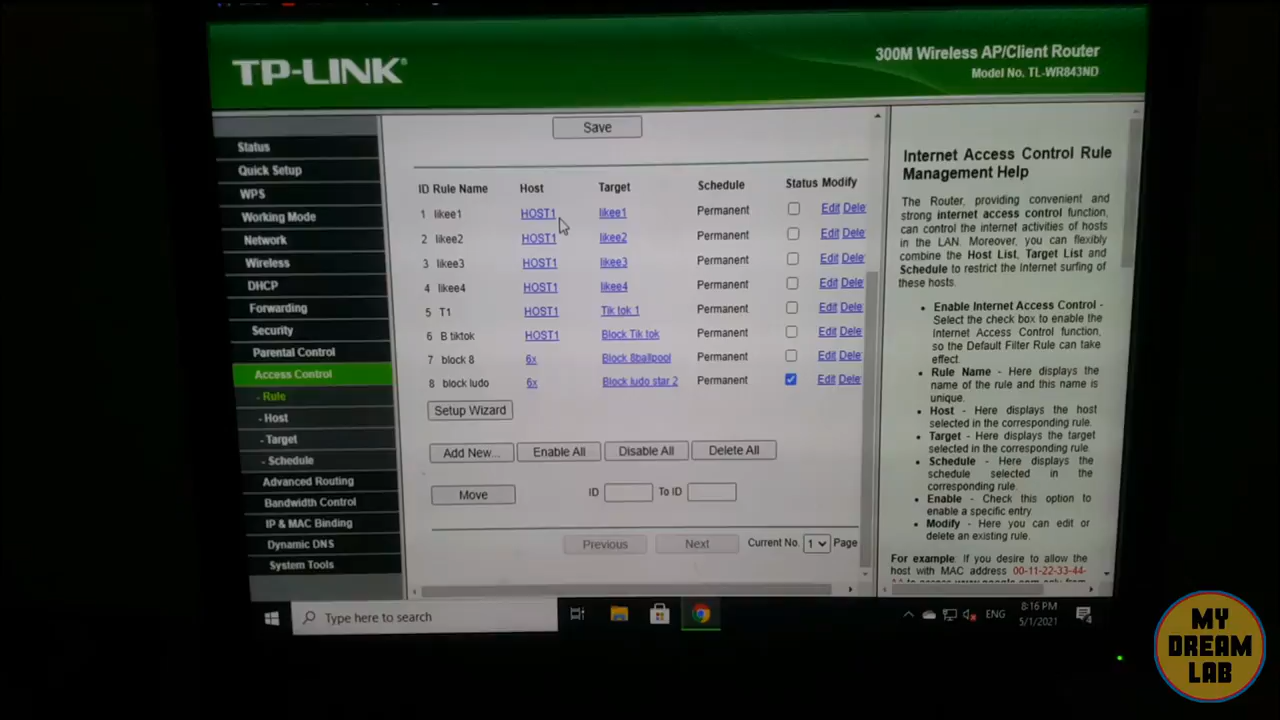 TP-LINK®
300M Wireless AP/Client Router
Model No. TL-WR843ND
Status
Quick Setup
WPS
Working Mode
Network
Wireless
DHCP
Forwarding
Security
Parental Control
Access Control
- Rule
- Host
- Target
- Schedule
Advanced Routing
Bandwidth Control
IP & MAC Binding
Dynamic DNS
System Tools
Save
ID Rule Name Host Target Schedule Status Modify
1 likee1 HOST1 likee1 Permanent Edit Dele
2 likee2 HOST1 likee2 Permanent Edit Dele
3 likee3 HOST1 likee3 Permanent Edit Dele
4 likee4 HOST1 likee4 Permanent Edit Dele
5 T1 HOST1 Tik tok 1 Permanent Edit Dele
6 B tiktok HOST1 Block Tik tok Permanent Edit Dele
7 block 8 6x Block 8ballpool Permanent Edit Dele
8 block ludo 6x Block ludo star 2 Permanent Edit Dele
Setup Wizard
Add New... Enable All Disable All Delete All
Move ID To ID
Previous Next Current No. 1 Page
Internet Access Control Rule
Management Help
The Router, providing convenient and
strong internet access control function,
can control the internet activities of hosts
in the LAN. Moreover, you can flexibly
combine the Host List, Target List and
Schedule to restrict the Internet surfing of
these hosts.
• Enable Internet Access Control -
Select the check box to enable the
Internet Access Control function,
so the Default Filter Rule can take
effect.
• Rule Name - Here displays the
name of the rule and this name is
unique.
• Host - Here displays the host
selected in the corresponding rule.
• Target - Here displays the target
selected in the corresponding rule.
• Schedule - Here displays the
schedule selected in the
corresponding rule.
• Enable - Check this option to
enable a specific entry
• Modify - Here you can edit or
delete an existing rule.
For example: If you desire to allow the
host with MAC address 00-11-22-33-44-
Type here to search
ENG
8:16 PM
5/1/2021
MY
DREAM
LAB